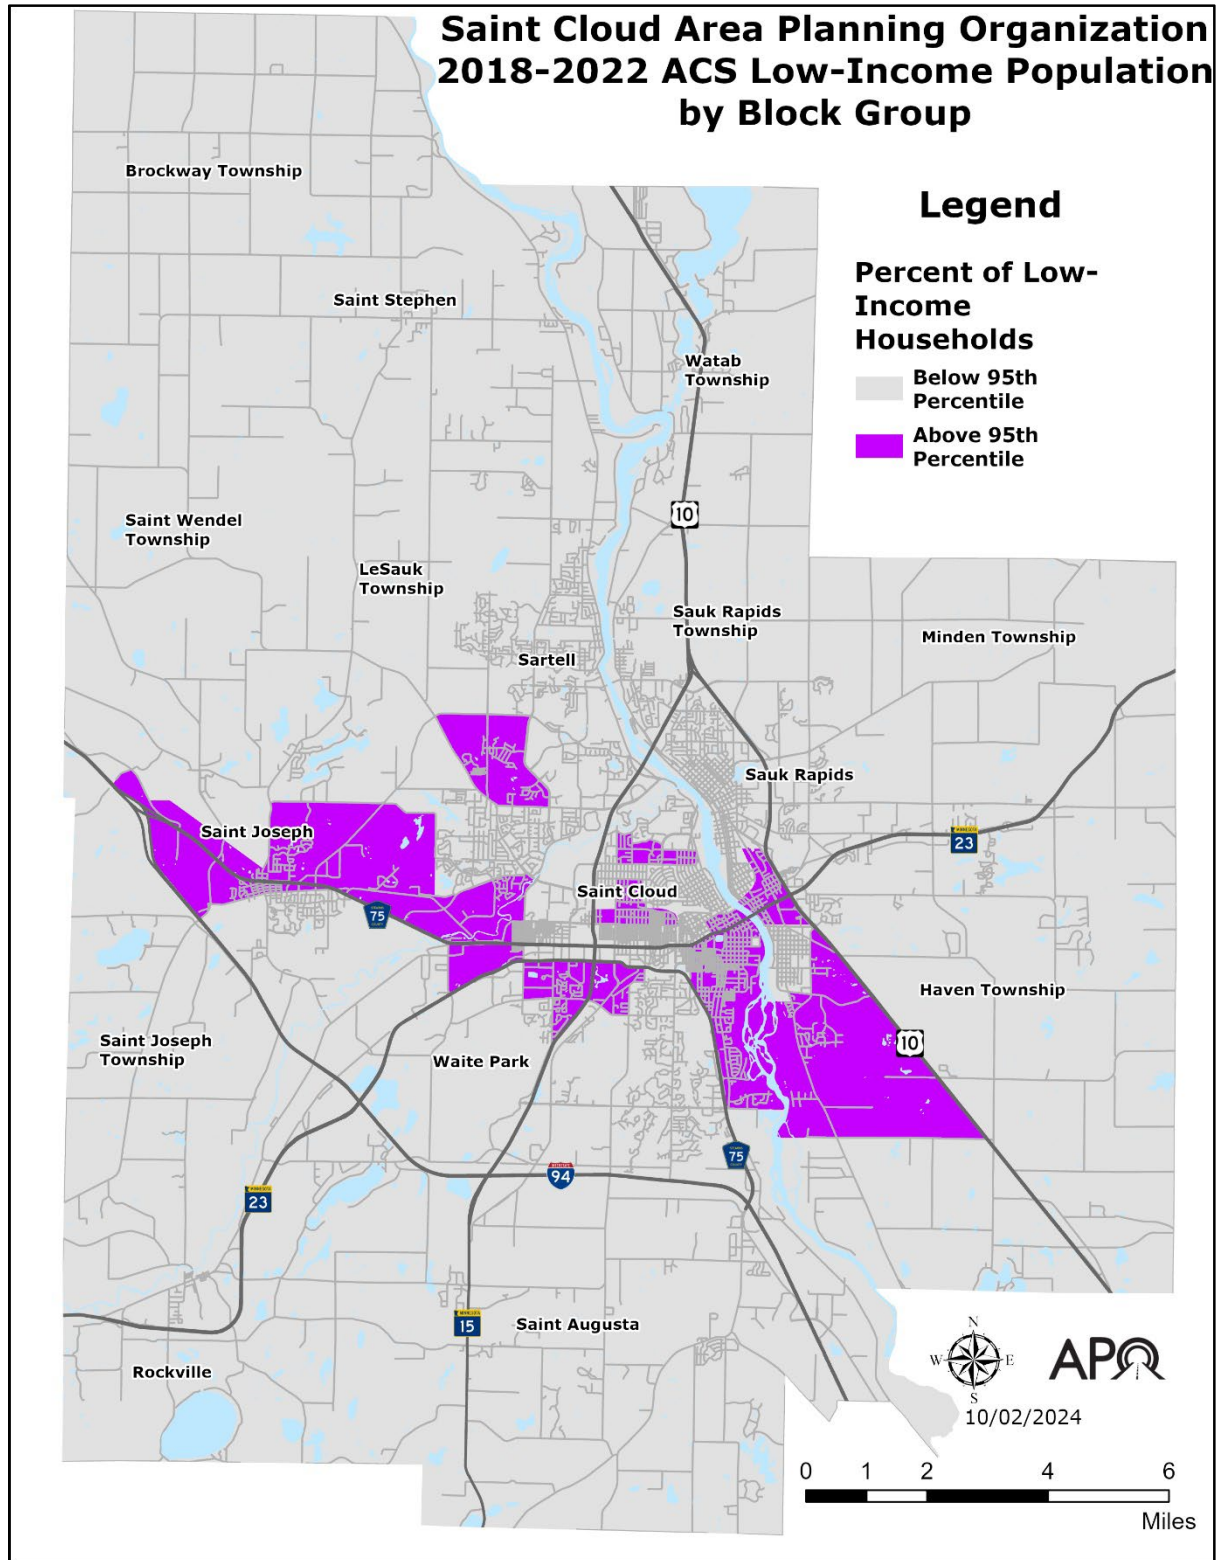 Saint Cloud Area Planning Organization
2018-2022 ACS Low-Income Population
by Block Group
Legend
Percent of Low-
Income
Households
Below 95th
Percentile
Above 95th
Percentile
Brockway Township
Saint Stephen
Watab
Township
10
Saint Wendel
Township
LeSauk
Township
Sauk Rapids
Township
Minden Township
Sartell
Sauk Rapids
Saint Joseph
23
Saint Cloud
75
Haven Township
10
Saint Joseph
Township
Waite Park
75
94
23
15
Saint Augusta
Rockville
N
W
E
S
APO
10/02/2024
0 1 2 4 6
Miles